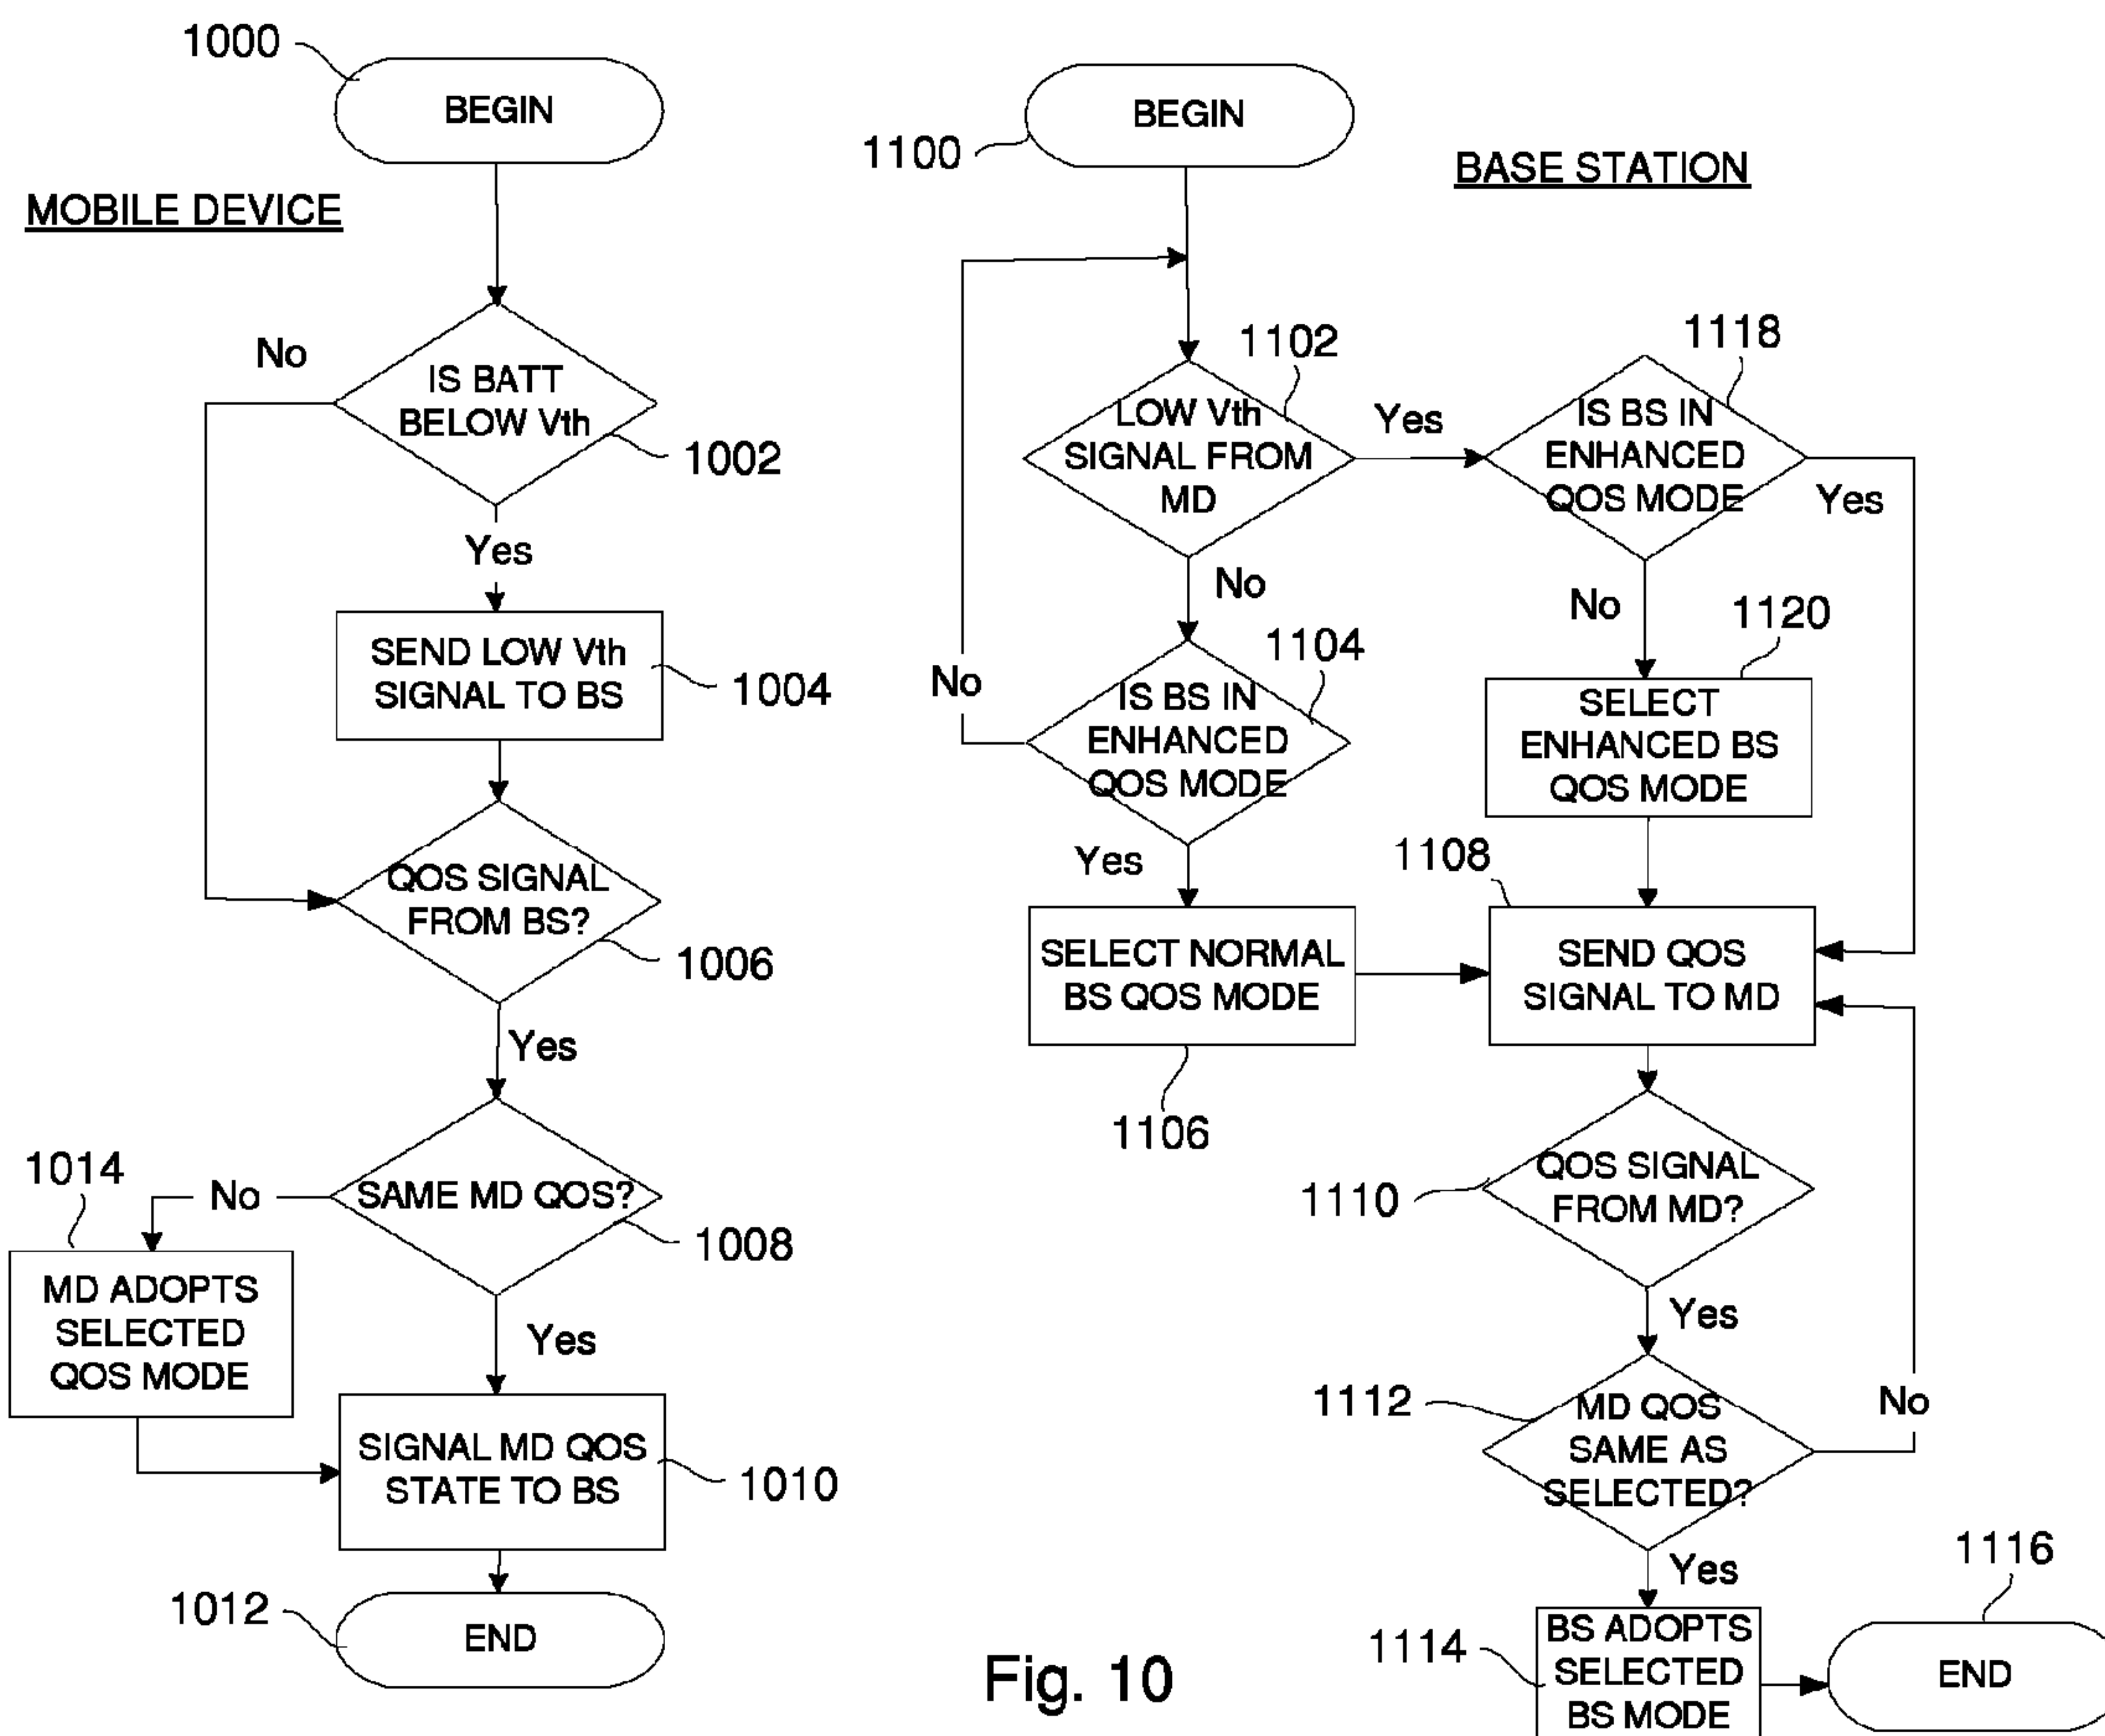 1000
BEGIN
MOBILE DEVICE
No
IS BATT
BELOW Vth
1002
Yes
SEND LOW Vth
SIGNAL TO BS
1004
QOS SIGNAL
FROM BS?
1006
Yes
1014
No
SAME MD QOS?
1008
MD ADOPTS
SELECTED
QOS MODE
Yes
SIGNAL MD QOS
STATE TO BS
1010
1012
END
BEGIN
1100
BASE STATION
1102
LOW Vth
SIGNAL FROM
MD
Yes
1118
IS BS IN
ENHANCED
QOS MODE
Yes
No
No
1104
IS BS IN
ENHANCED
QOS MODE
No
1120
SELECT
ENHANCED BS
QOS MODE
Yes
1108
SELECT NORMAL
BS QOS MODE
1106
SEND QOS
SIGNAL TO MD
1110
QOS SIGNAL
FROM MD?
Yes
1112
MD QOS
SAME AS
SELECTED?
No
Yes
1114
BS ADOPTS
SELECTED
BS MODE
1116
END
Fig. 10